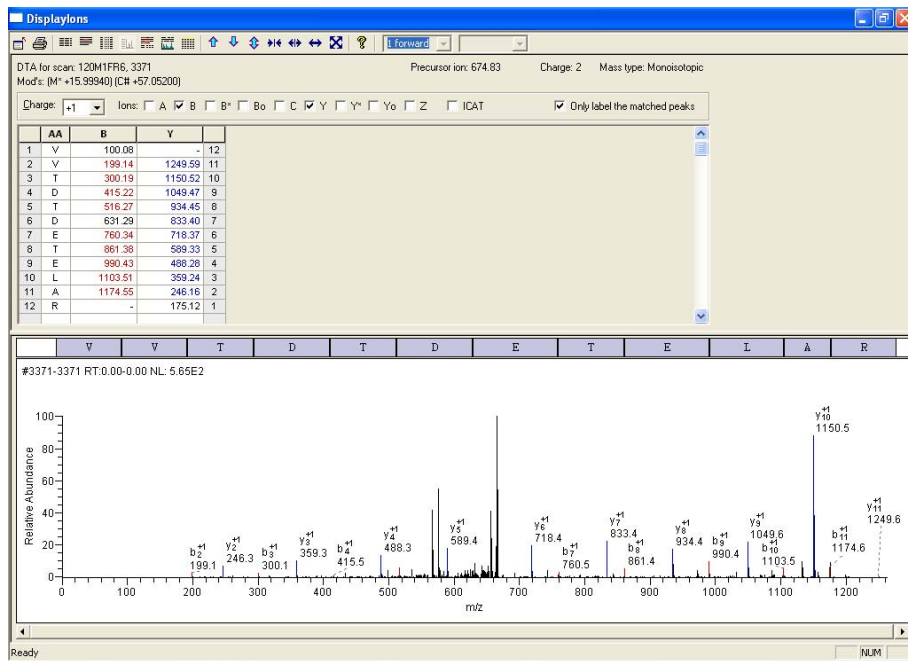 DisplayIons
1 forward
DTA for scan: 120M1FR6, 3371 Precursor ion: 674.83 Charge: 2 Mass type: Monoisotopic
Mod's: (M* +15.99940) (C# +57.05200)
Charge: +1 Ions: A B B* Bo C Y Y* Yo Z ICAT Only label the matched peaks
AA B Y
1 V 100.08 - 12
2 V 199.14 1249.59 11
3 T 300.19 1150.52 10
4 D 415.22 1049.47 9
5 T 516.27 934.45 8
6 D 631.29 833.40 7
7 E 760.34 718.37 6
8 T 861.38 589.33 5
9 E 990.43 488.28 4
10 L 1103.51 359.24 3
11 A 1174.55 246.16 2
12 R - 175.12 1
V V T D T D E T E L A R
#3371-3371 RT:0.00-0.00 NL: 5.65E2
Relative Abundance
100
80
60
40
20
0
b2+1
199.1
y2+1
246.3
b3+1
300.1
y3+1
359.3
b4+1
415.5
y4+1
488.3
y5+1
589.4
y6+1
718.4
b7+1
760.5
y7+1
833.4
b8+1
861.4
y8+1
934.4
b9+1
990.4
y9+1
1049.6
b10+1
1103.5
y10+1
1150.5
b11+1
1174.6
y11+1
1249.6
0 100 200 300 400 500 600 700 800 900 1000 1100 1200
m/z
Ready NUM